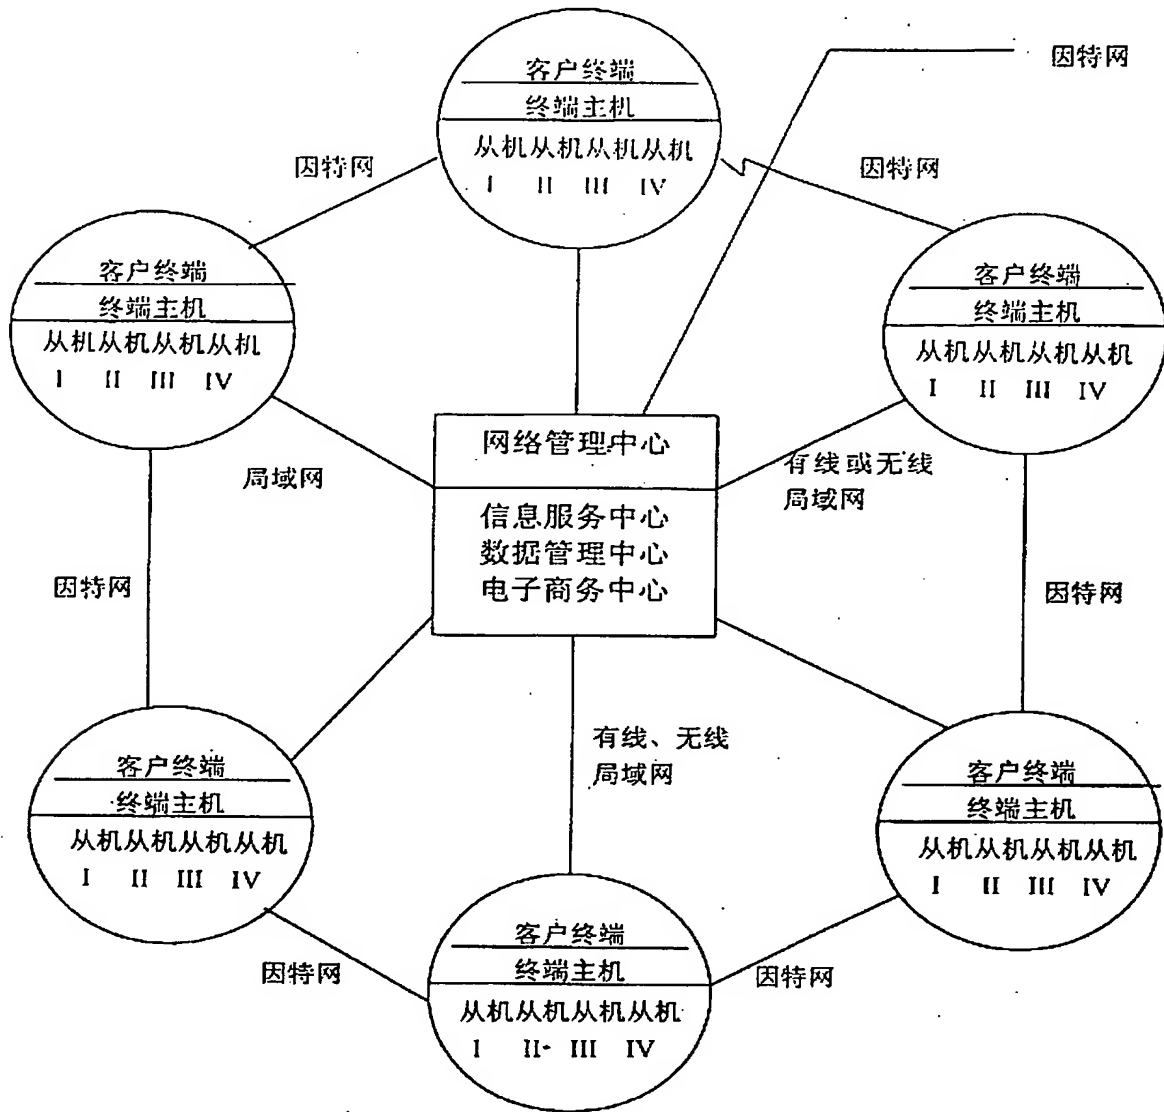 因特网
客户终端
终端主机
从机从机从机从机
I II III IV
因特网
因特网
客户终端
终端主机
从机从机从机从机
I II III IV
客户终端
终端主机
从机从机从机从机
I II III IV
网络管理中心
信息服务中心
数据管理中心
电子商务中心
局域网
有线或无线
局域网
因特网
因特网
有线、无线
局域网
客户终端
终端主机
从机从机从机从机
I II III IV
客户终端
终端主机
从机从机从机从机
I II III IV
客户终端
终端主机
从机从机从机从机
I II III IV
因特网
因特网